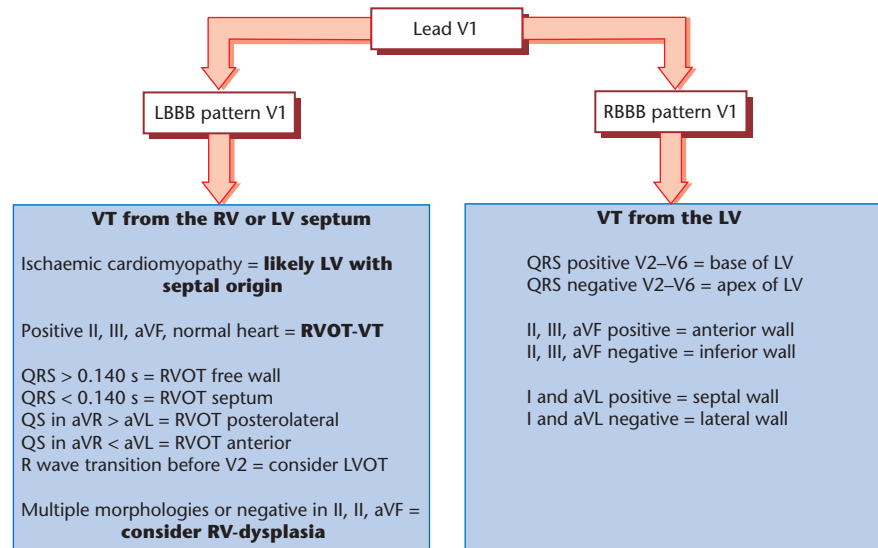 Lead V1
LBBB pattern V1
RBBB pattern V1
VT from the RV or LV septum
Ischaemic cardiomyopathy = likely LV with
septal origin
Positive II, III, aVF, normal heart = RVOT-VT
QRS > 0.140 s = RVOT free wall
QRS < 0.140 s = RVOT septum
QS in aVR > aVL = RVOT posterolateral
QS in aVR < aVL = RVOT anterior
R wave transition before V2 = consider LVOT
Multiple morphologies or negative in II, II, aVF =
consider RV-dysplasia
VT from the LV
QRS positive V2–V6 = base of LV
QRS negative V2–V6 = apex of LV
II, III, aVF positive = anterior wall
II, III, aVF negative = inferior wall
I and aVL positive = septal wall
I and aVL negative = lateral wall